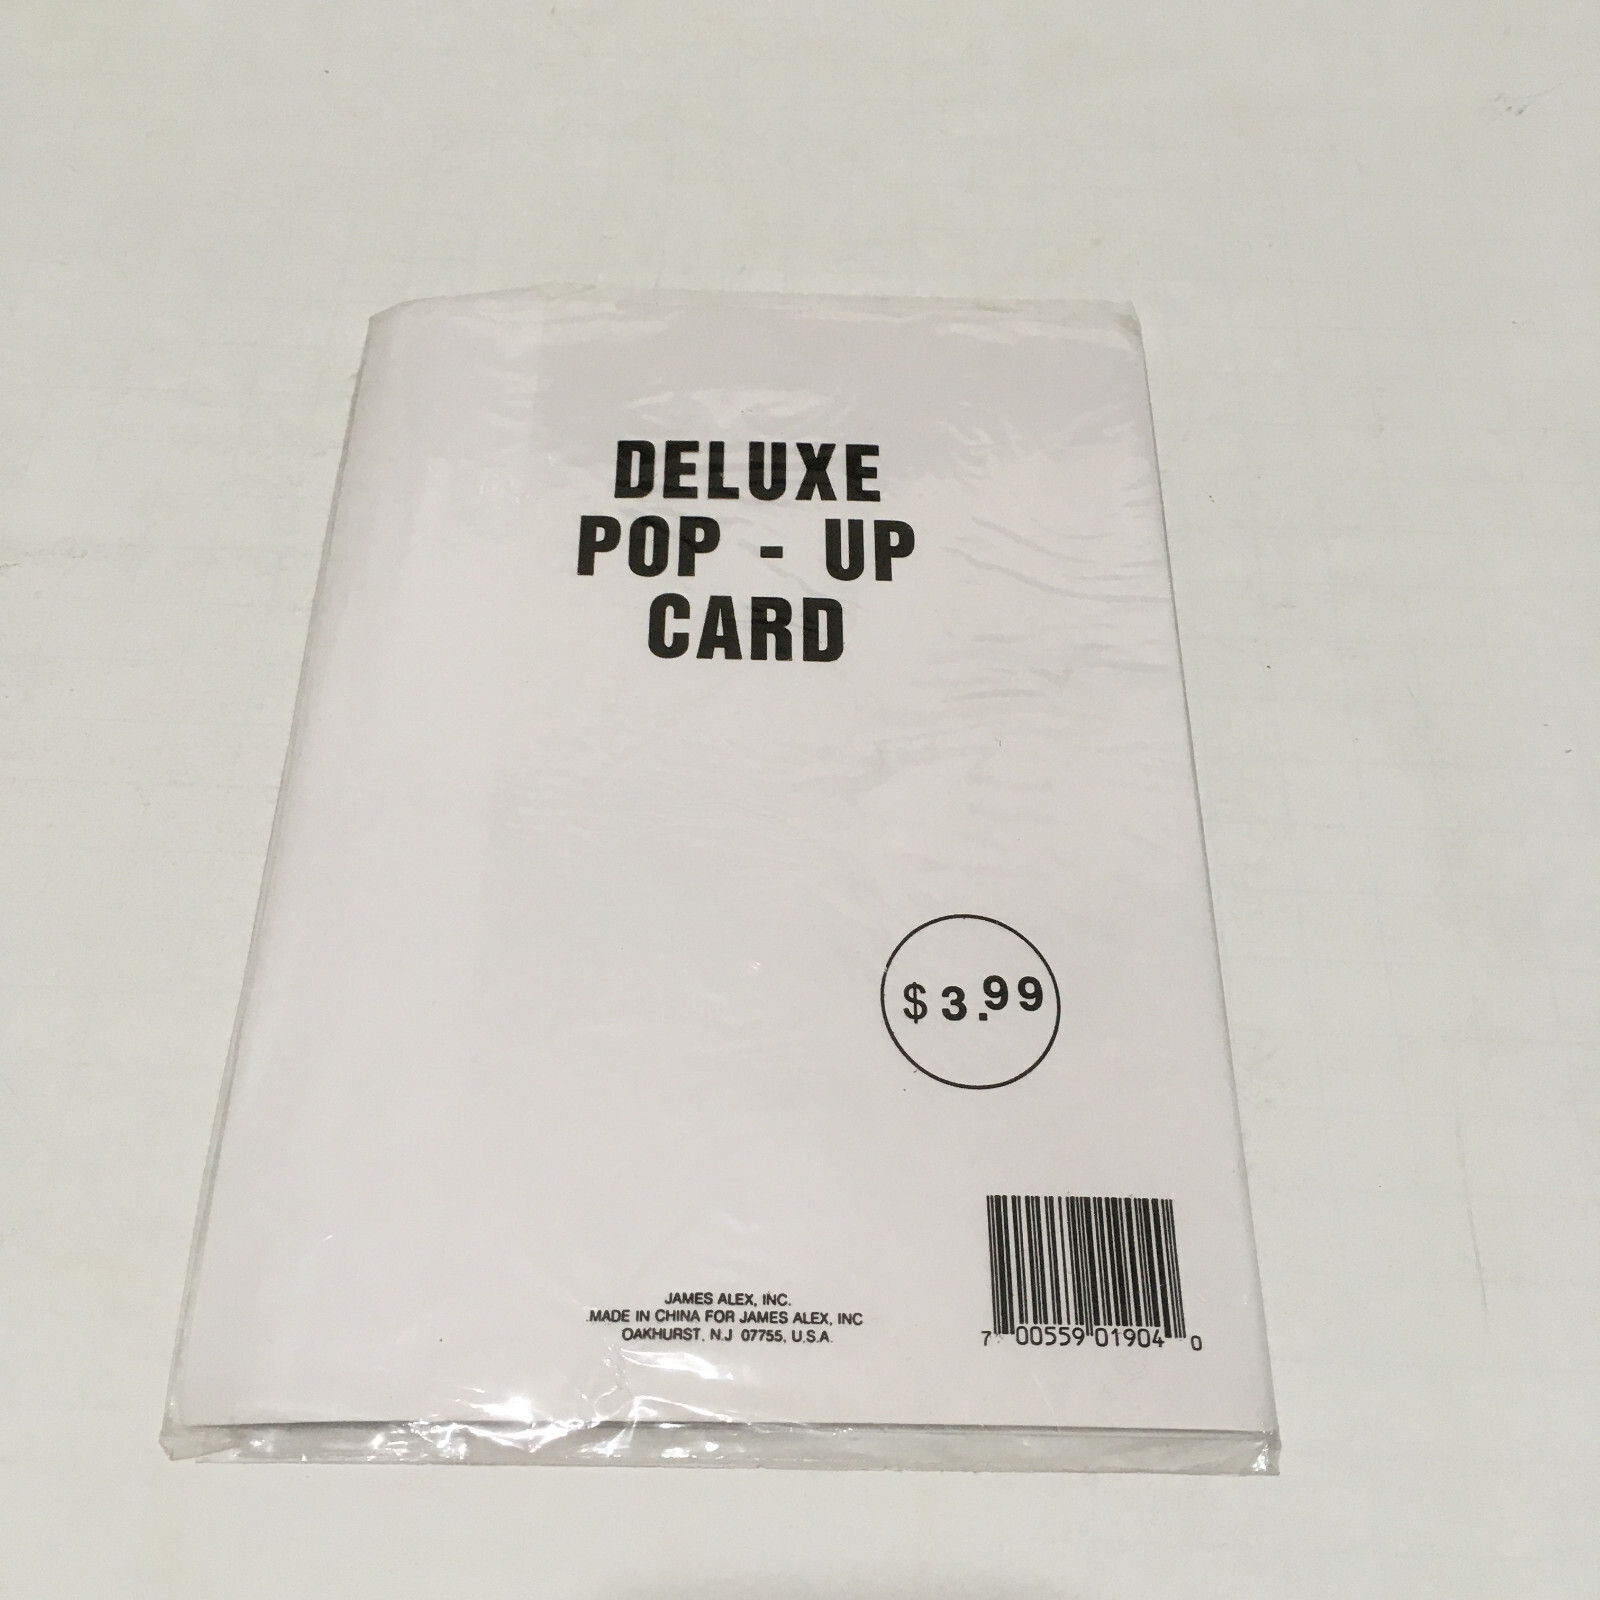 DELUXE
POP - UP
CARD
$3.99
JAMES ALEX, INC.
MADE IN CHINA FOR JAMES ALEX, INC
OAKHURST, N.J 07755, U.S.A.
7 00559 01904 0